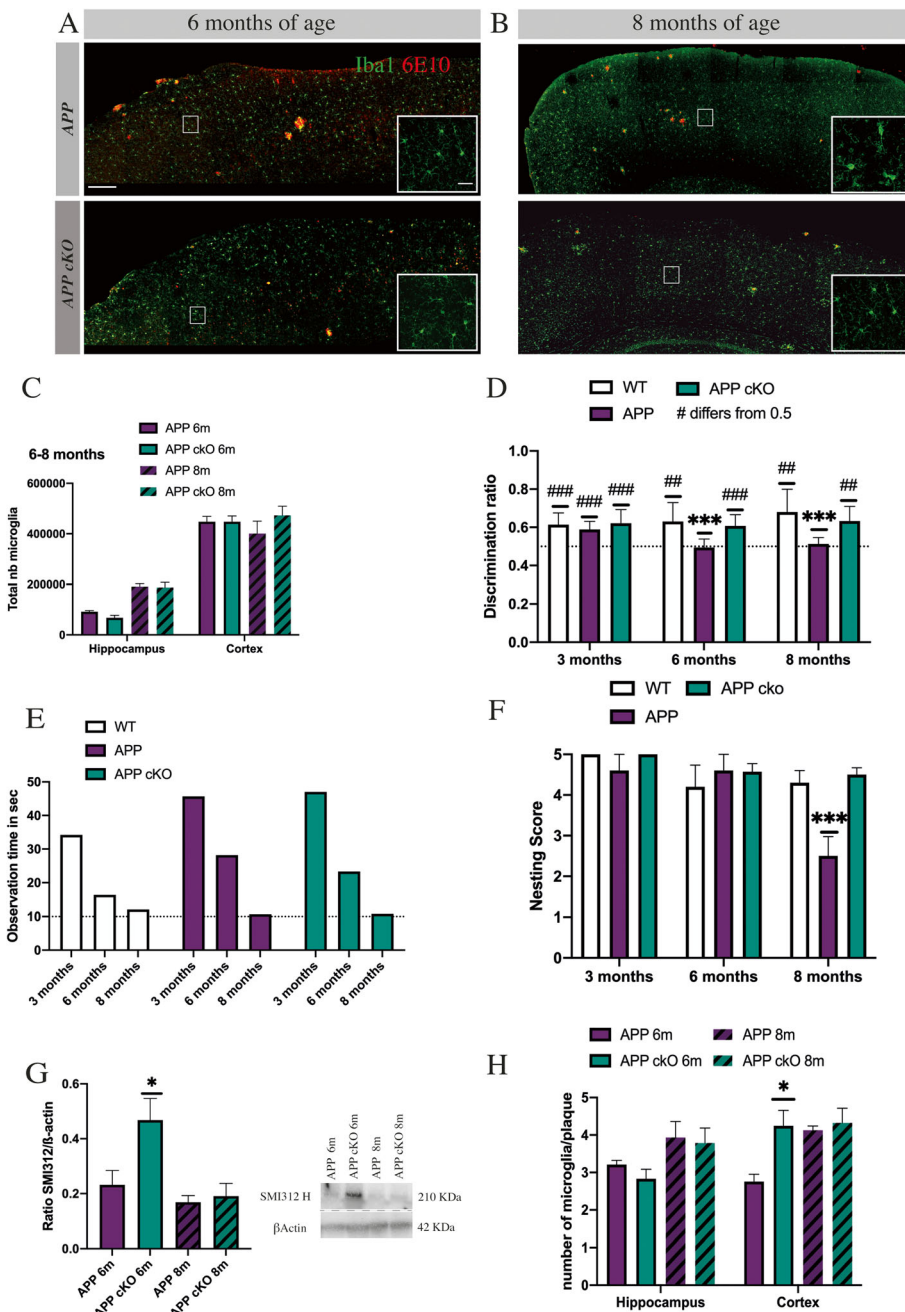 A
6 months of age
B
8 months of age
Iba1 6E10
APP
APP cKO
C
6-8 months
APP 6m
APP ckO 6m
APP 8m
APP ckO 8m
Total nb microglia
600000
400000
200000
0
Hippocampus
Cortex
D
WT
APP cKO
APP
# differs from 0.5
Discrimination ratio
1.0
0.8
0.6
0.4
0.2
0.0
### ### ###
## *** ###
## *** ##
3 months
6 months
8 months
E
WT
APP
APP cKO
Observation time in sec
50
40
30
20
10
0
3 months
6 months
8 months
3 months
6 months
8 months
3 months
6 months
8 months
F
WT
APP cko
APP
Nesting Score
5
4
3
2
1
0
***
3 months
6 months
8 months
G
Ratio SMI312/ß-actin
0.6
0.4
0.2
0.0
*
APP 6m
APP cKO 6m
APP 8m
APP cKO 8m
APP 6m
APP cKO 6m
APP 8m
APP cKO 8m
SMI312 H
210 KDa
βActin
42 KDa
H
APP 6m
APP 8m
APP ckO 6m
APP ckO 8m
number of microglia/plaque
5
4
3
2
1
0
*
Hippocampus
Cortex